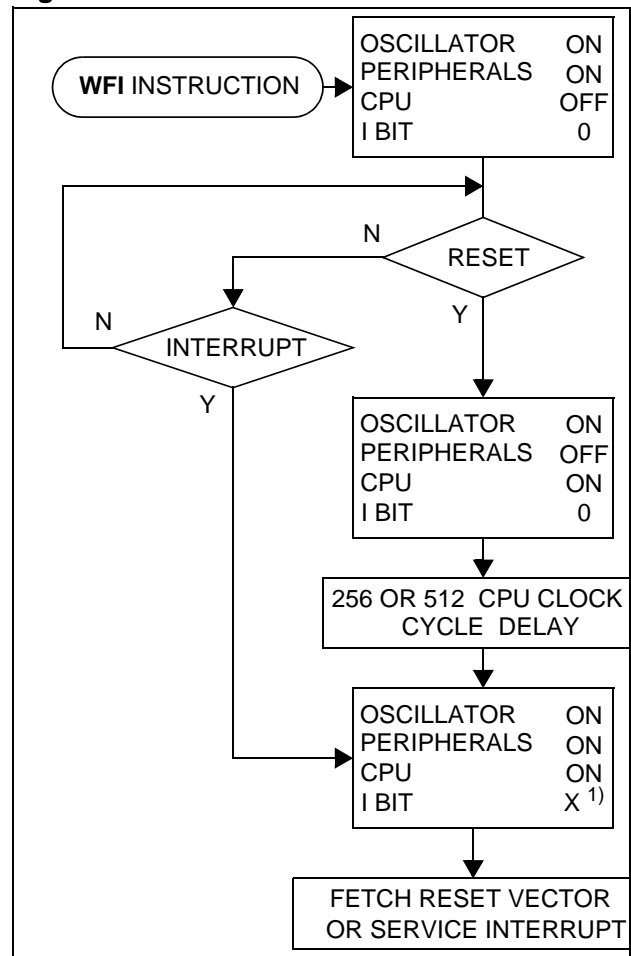 WFI INSTRUCTION
OSCILLATOR ON
PERIPHERALS ON
CPU OFF
I BIT 0
N
RESET
Y
N
INTERRUPT
Y
OSCILLATOR ON
PERIPHERALS OFF
CPU ON
I BIT 0
256 OR 512 CPU CLOCK
CYCLE DELAY
OSCILLATOR ON
PERIPHERALS ON
CPU ON
I BIT X 1)
FETCH RESET VECTOR
OR SERVICE INTERRUPT